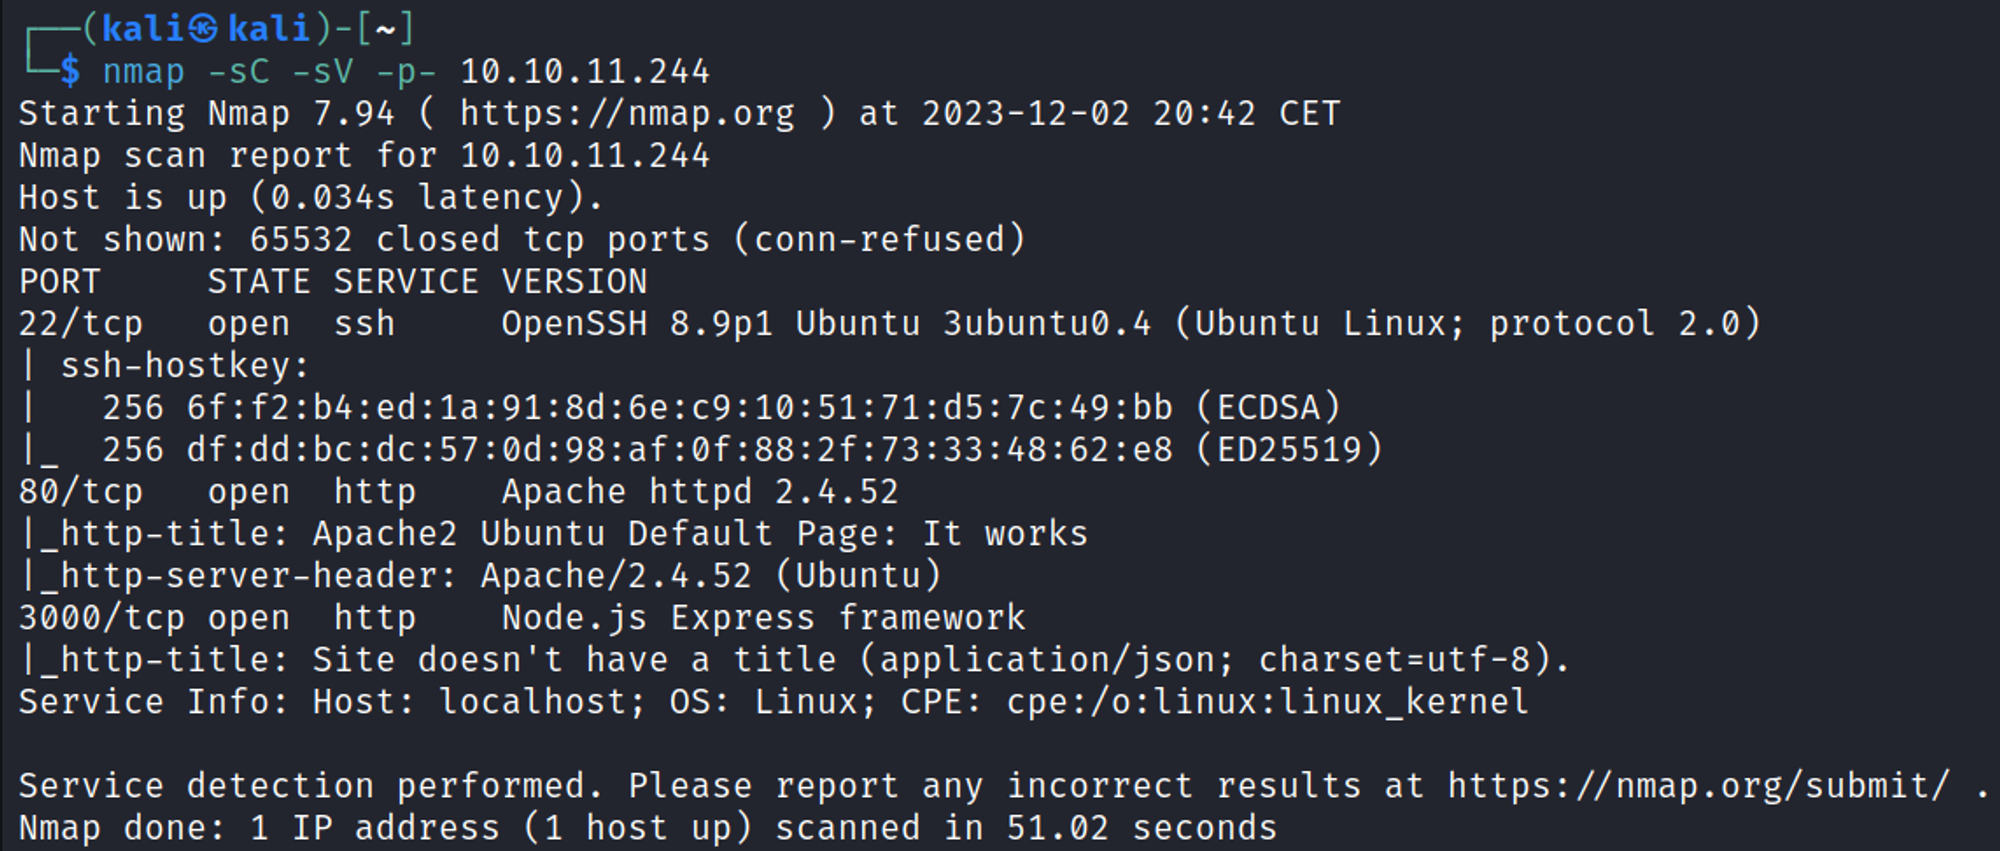 ┌──(kali㉿kali)-[~]
└─$ nmap -sC -sV -p- 10.10.11.244
Starting Nmap 7.94 ( https://nmap.org ) at 2023-12-02 20:42 CET
Nmap scan report for 10.10.11.244
Host is up (0.034s latency).
Not shown: 65532 closed tcp ports (conn-refused)
PORT     STATE SERVICE VERSION
22/tcp   open  ssh     OpenSSH 8.9p1 Ubuntu 3ubuntu0.4 (Ubuntu Linux; protocol 2.0)
| ssh-hostkey:
|   256 6f:f2:b4:ed:1a:91:8d:6e:c9:10:51:71:d5:7c:49:bb (ECDSA)
|_  256 df:dd:bc:dc:57:0d:98:af:0f:88:2f:73:33:48:62:e8 (ED25519)
80/tcp   open  http    Apache httpd 2.4.52
|_http-title: Apache2 Ubuntu Default Page: It works
|_http-server-header: Apache/2.4.52 (Ubuntu)
3000/tcp open  http    Node.js Express framework
|_http-title: Site doesn't have a title (application/json; charset=utf-8).
Service Info: Host: localhost; OS: Linux; CPE: cpe:/o:linux:linux_kernel

Service detection performed. Please report any incorrect results at https://nmap.org/submit/ .
Nmap done: 1 IP address (1 host up) scanned in 51.02 seconds